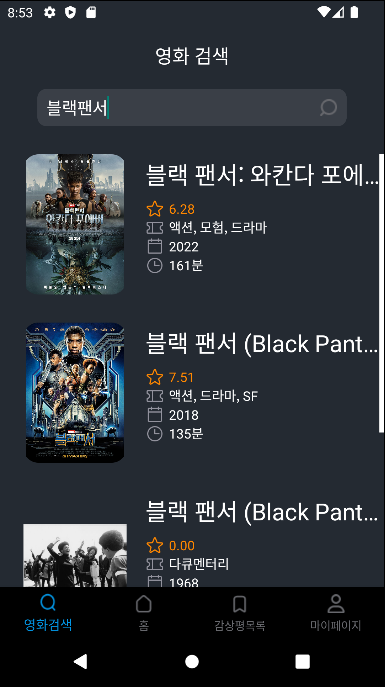 8:53
영화 검색
블랙팬서
블랙 팬서: 와칸다 포에...
6.28
액션, 모험, 드라마
2022
161분
블랙 팬서 (Black Pant...
7.51
액션, 드라마, SF
2018
135분
블랙 팬서 (Black Pant...
0.00
다큐멘터리
1968
영화검색
홈
감상평목록
마이페이지